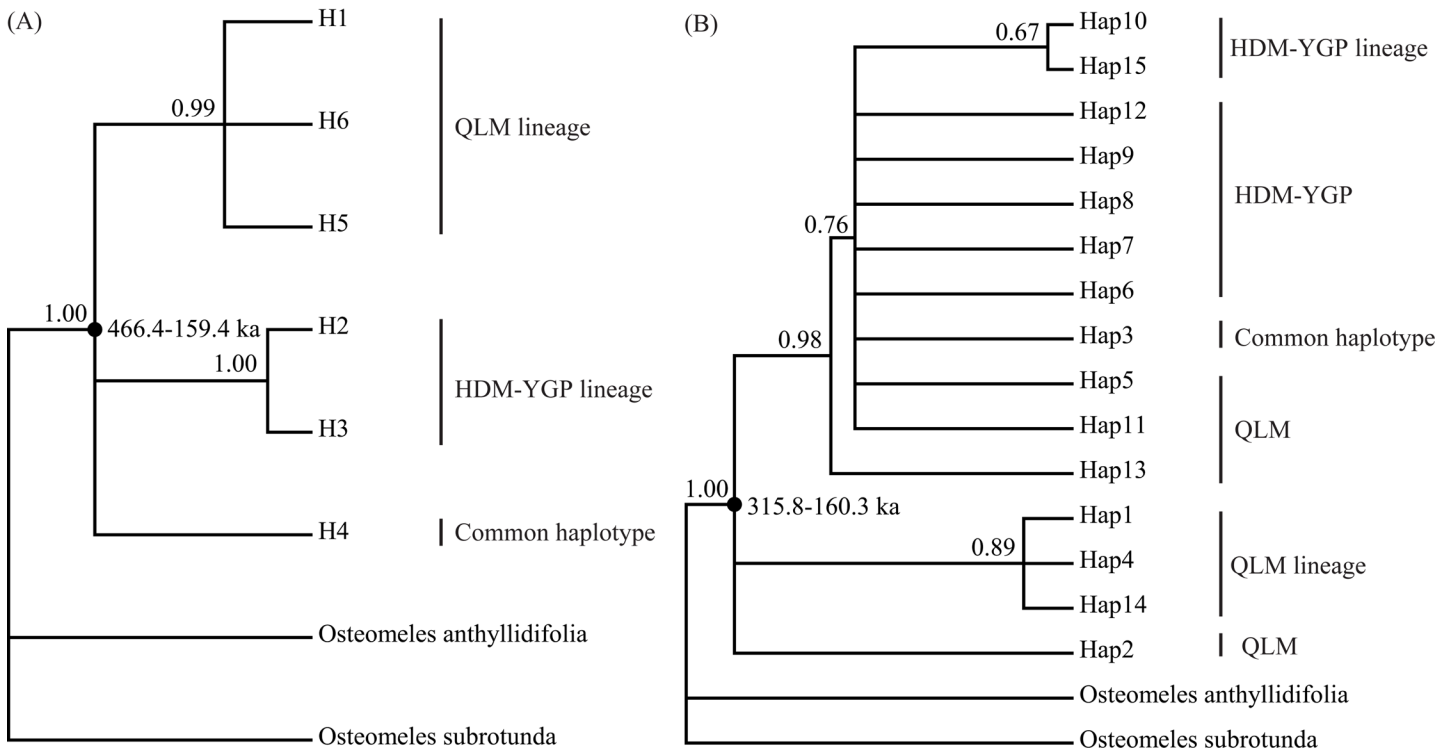 (A)
H1
0.99
H6
QLM lineage
H5
1.00
466.4-159.4 ka
H2
1.00
HDM-YGP lineage
H3
H4
Common haplotype
Osteomeles anthyllidifolia
Osteomeles subrotunda
(B)
0.67
Hap10
HDM-YGP lineage
Hap15
Hap12
Hap9
Hap8
HDM-YGP
0.76
Hap7
Hap6
0.98
Hap3
Common haplotype
Hap5
Hap11
QLM
Hap13
1.00
315.8-160.3 ka
Hap1
0.89
Hap4
QLM lineage
Hap14
Hap2
QLM
Osteomeles anthyllidifolia
Osteomeles subrotunda